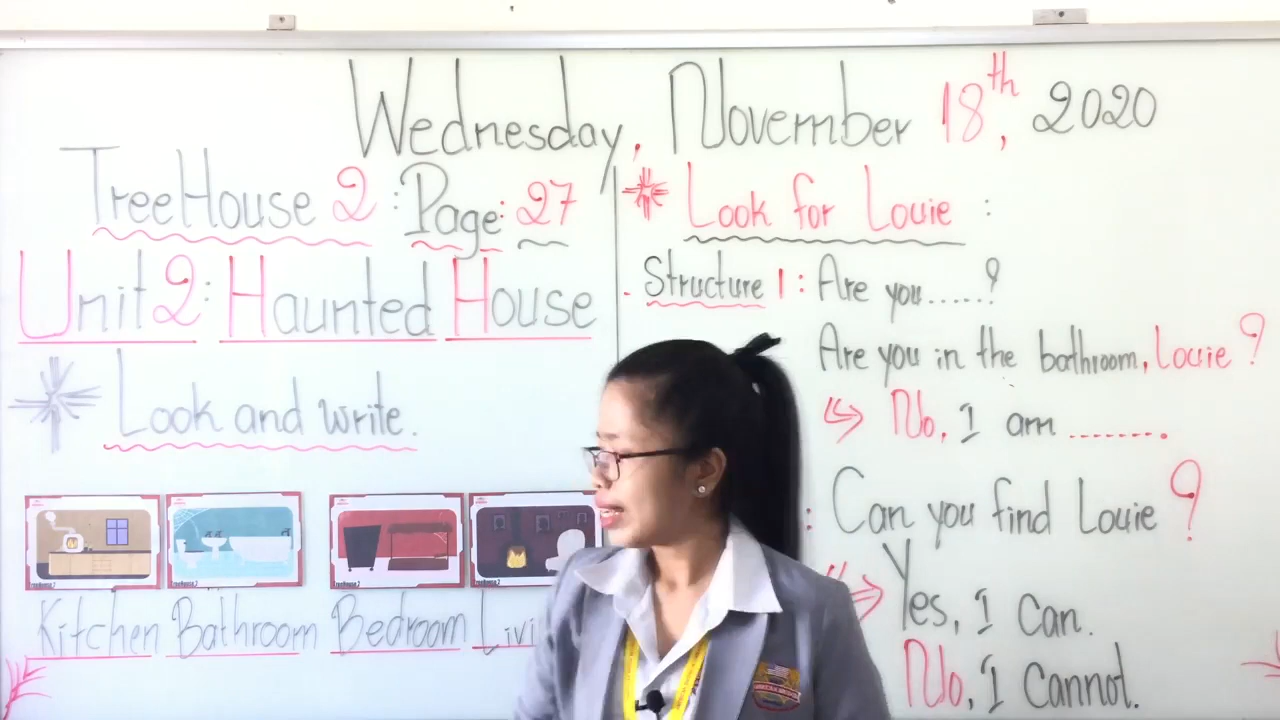 Wednesday, November 18th, 2020
TreeHouse 2 : Page: 27
Unit 2: Haunted House
Look and write.
Kitchen Bathroom Bedroom Livi
Look for Louie :
Structure 1 : Are you......?
Are you in the bathroom, Louie?
No, I am ........
: Can you find Louie ?
Yes, I Can.
No, I Cannot.